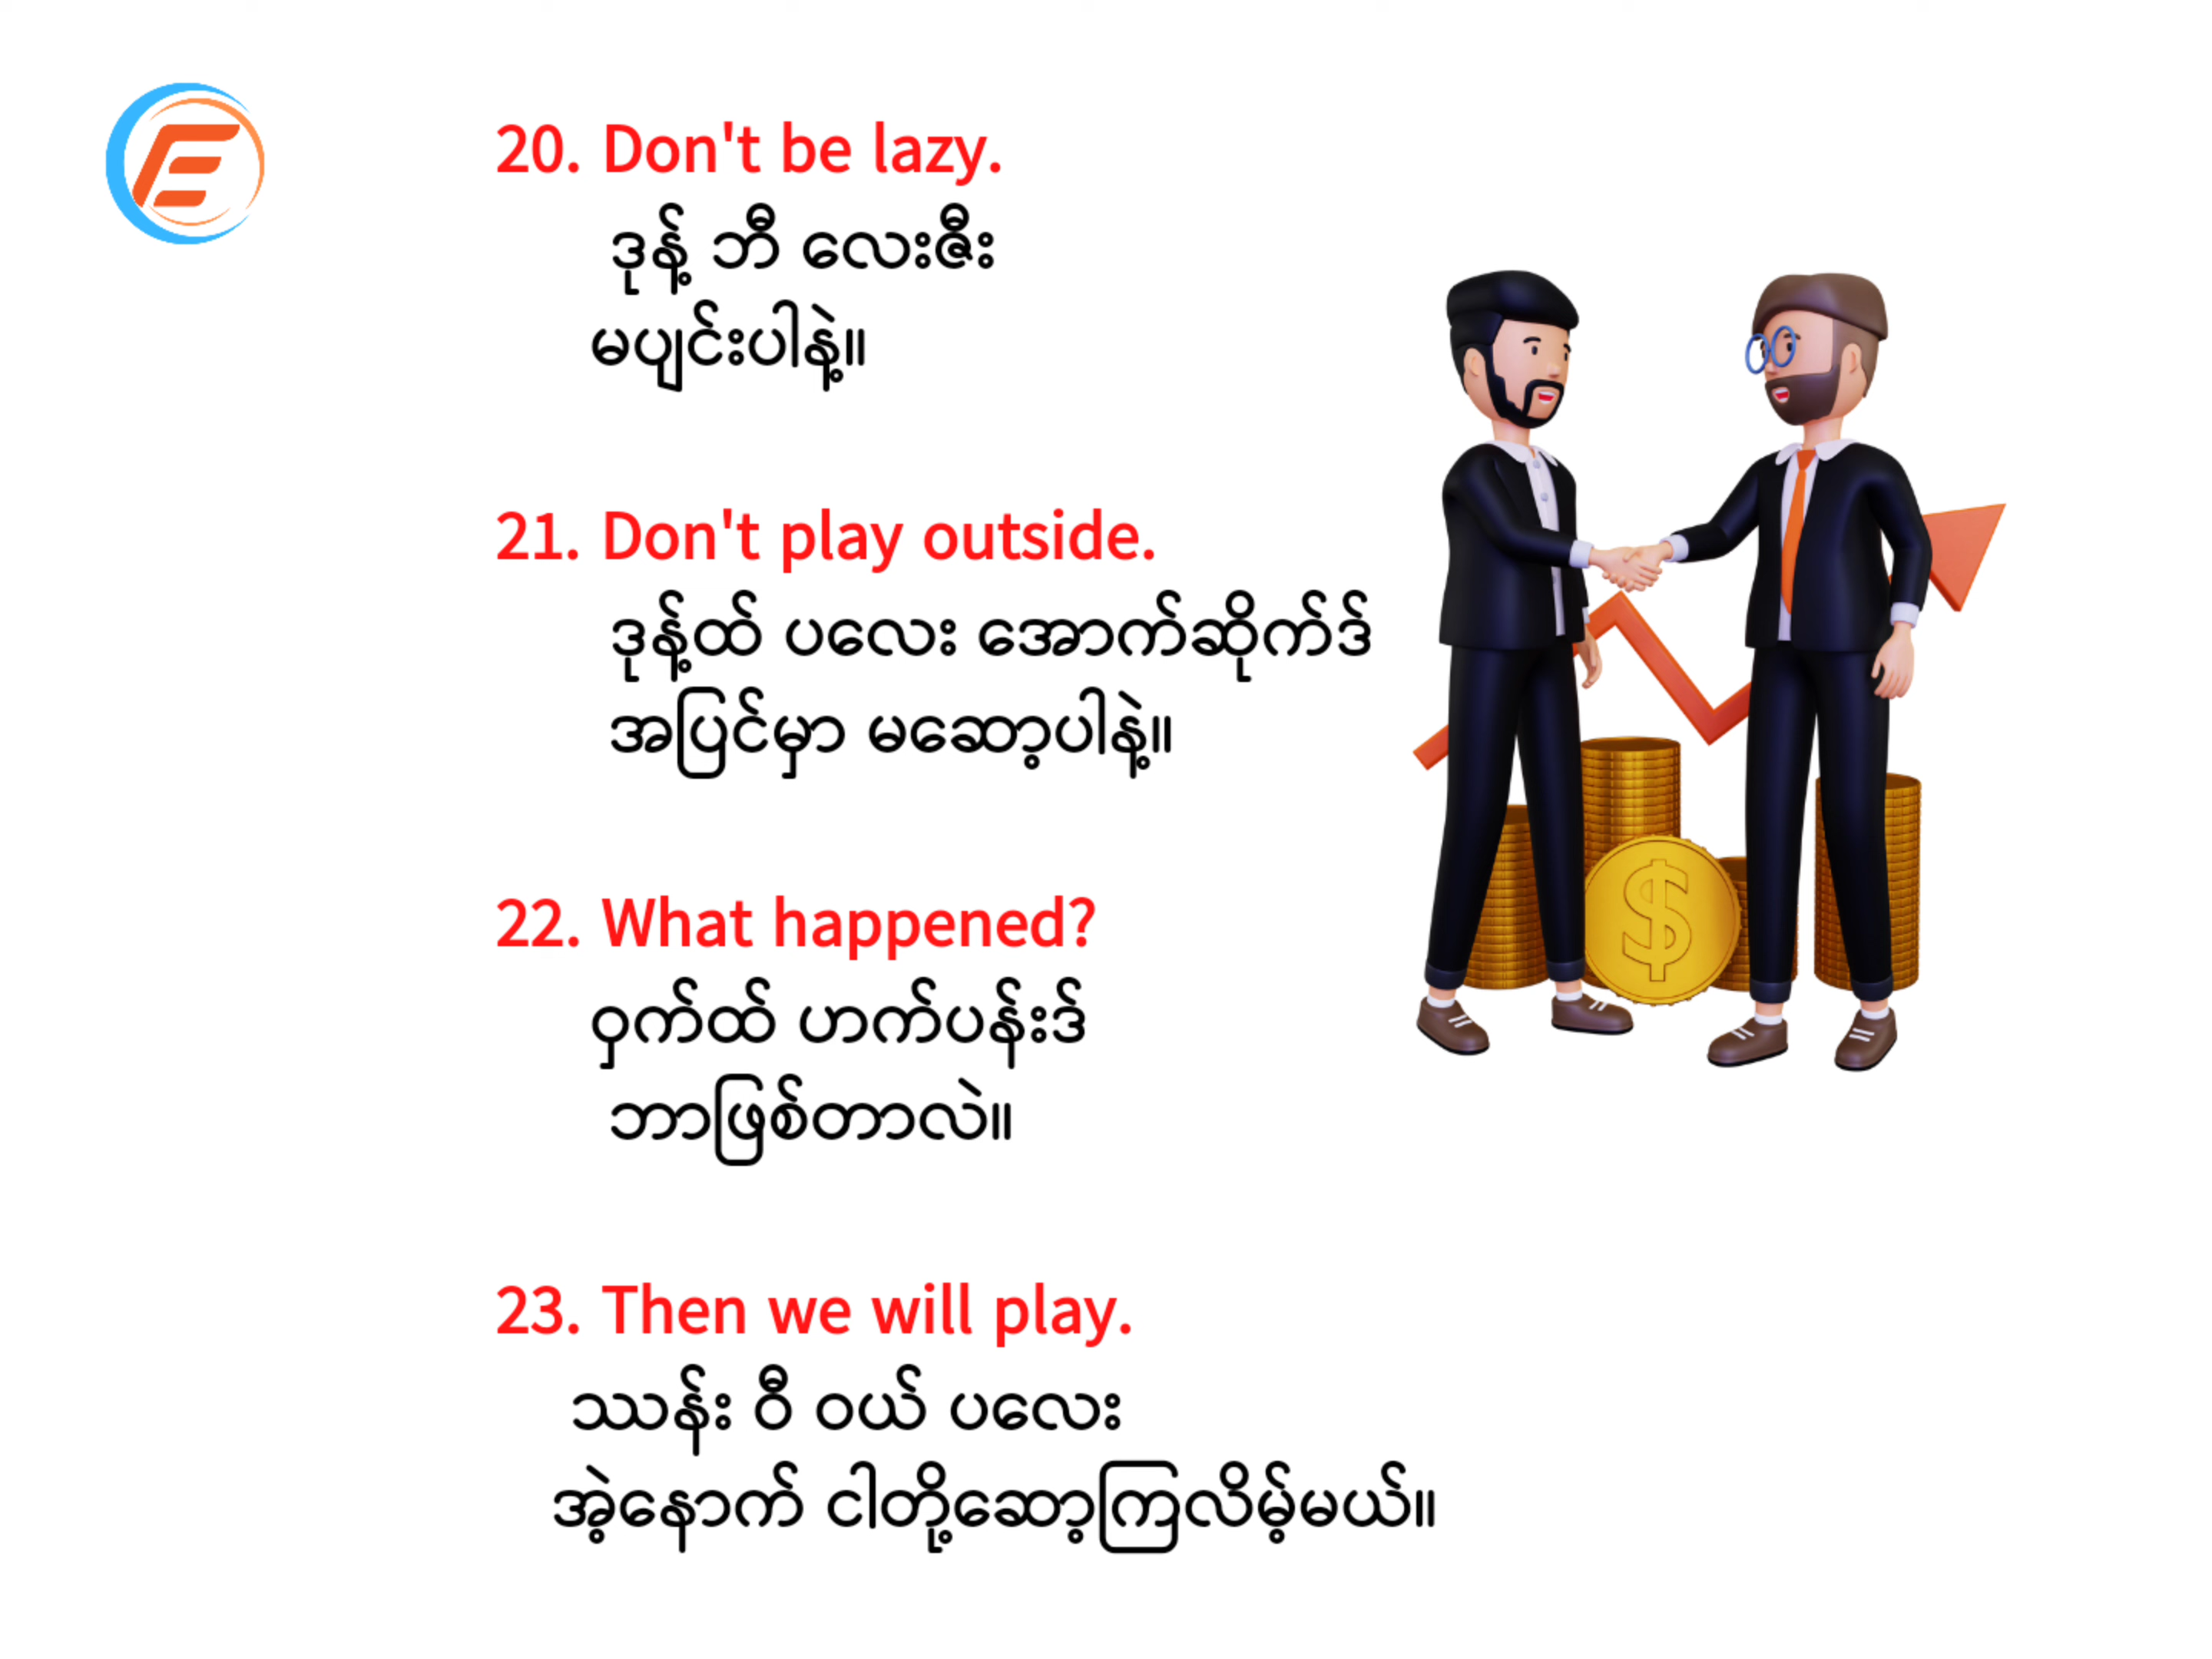 20. Don't be lazy.
ဒုန့် ဘီ လေးဇီး
မပျင်းပါနဲ့။
21. Don't play outside.
ဒုန့်ထ် ပလေး အောက်ဆိုက်ဒ်
အပြင်မှာ မဆော့ပါနဲ့။
22. What happened?
ဝှက်ထ် ဟက်ပန်းဒ်
ဘာဖြစ်တာလဲ။
23. Then we will play.
ဿန်း ဝီ ဝယ် ပလေး
အဲ့နောက် ငါတို့ဆော့ကြလိမ့်မယ်။